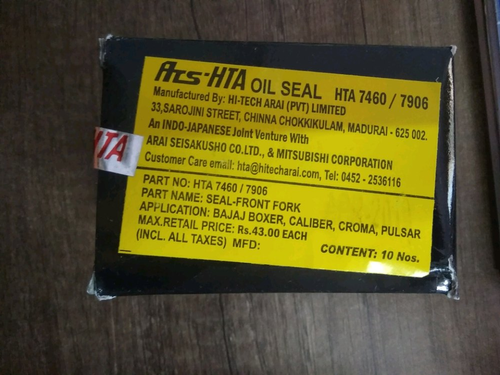 Ats-HTA OIL SEAL HTA 7460 / 7906
Manufactured By: HI-TECH ARAI (PVT) LIMITED
33,SAROJINI STREET, CHINNA CHOKKIKULAM, MADURAI - 625 002.
An INDO-JAPANESE Joint Venture With
ARAI SEISAKUSHO CO.LTD., & MITSUBISHI CORPORATION
Customer Care email: hta@hitecharai.com, Tel: 0452 - 2536116
HTA
PART NO: HTA 7460 / 7906
PART NAME: SEAL-FRONT FORK
APPLICATION: BAJAJ BOXER, CALIBER, CROMA, PULSAR
MAX.RETAIL PRICE: Rs.43.00 EACH
(INCL. ALL TAXES) MFD: CONTENT: 10 Nos.